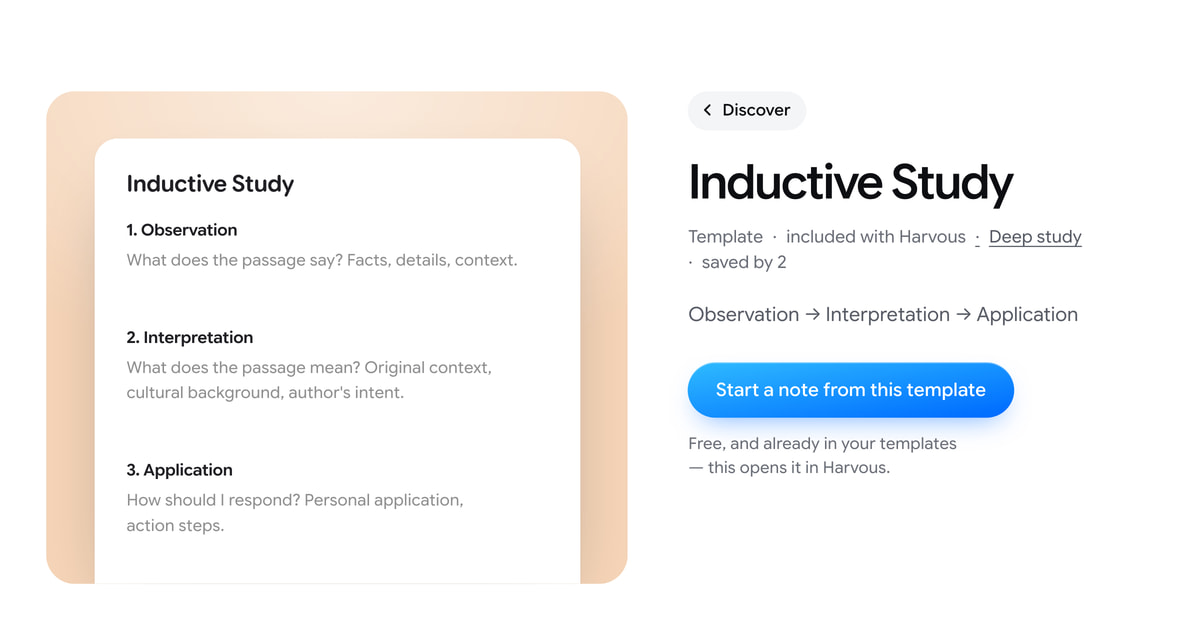 Inductive Study
1. Observation
What does the passage say? Facts, details, context.
2. Interpretation
What does the passage mean? Original context,
cultural background, author's intent.
3. Application
How should I respond? Personal application,
action steps.
Discover
Inductive Study
Template · included with Harvous · Deep study
· saved by 2
Observation → Interpretation → Application
Start a note from this template
Free, and already in your templates
— this opens it in Harvous.